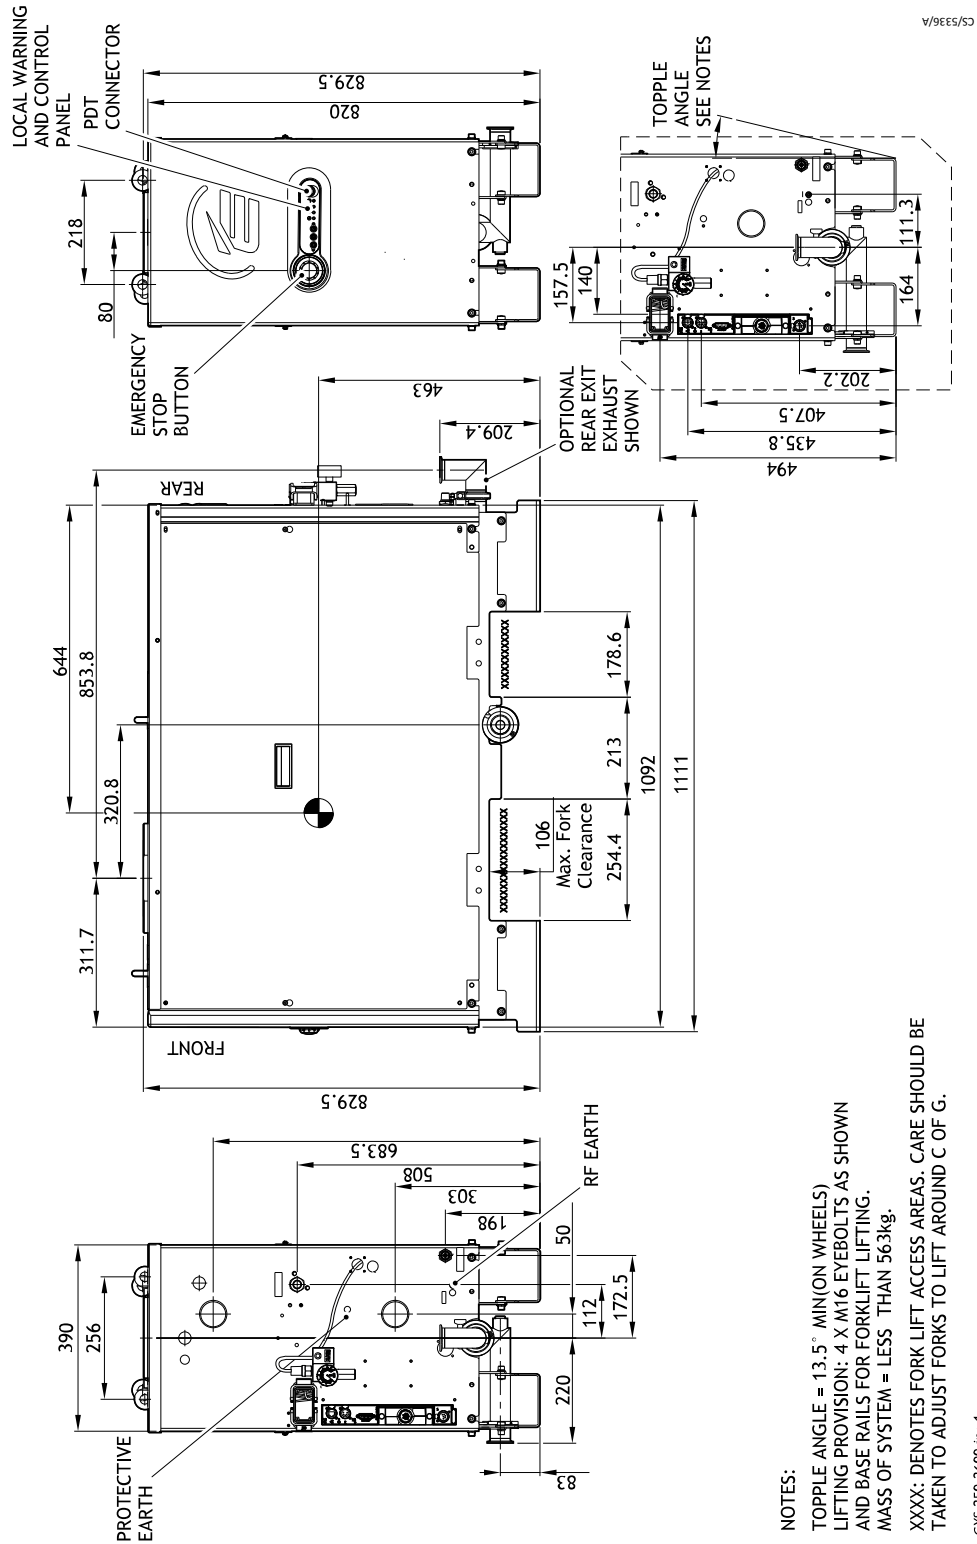 CS/5336/A
LOCAL WARNING
AND CONTROL
PANEL
PDT
CONNECTOR
829.5
820
218
80
EMERGENCY
STOP
BUTTON
TOPPLE
ANGLE
SEE NOTES
157.5
140
111.3
164
202.2
407.5
435.8
494
OPTIONAL
REAR EXIT
EXHAUST
SHOWN
463
209.4
REAR
644
853.8
320.8
311.7
178.6
213
106
Max. Fork
Clearance
254.4
1092
1111
XXXXXXXXXX
XXXXXXXXXXXXXXX
FRONT
829.5
683.5
508
303
198
RF EARTH
390
256
50
112
172.5
220
83
PROTECTIVE
EARTH
NOTES:
TOPPLE ANGLE = 13.5° MIN(ON WHEELS)
LIFTING PROVISION: 4 X M16 EYEBOLTS AS SHOWN
AND BASE RAILS FOR FORKLIFT LIFTING.
MASS OF SYSTEM = LESS THAN 563kg.
XXXX: DENOTES FORK LIFT ACCESS AREAS. CARE SHOULD BE
TAKEN TO ADJUST FORKS TO LIFT AROUND C OF G.